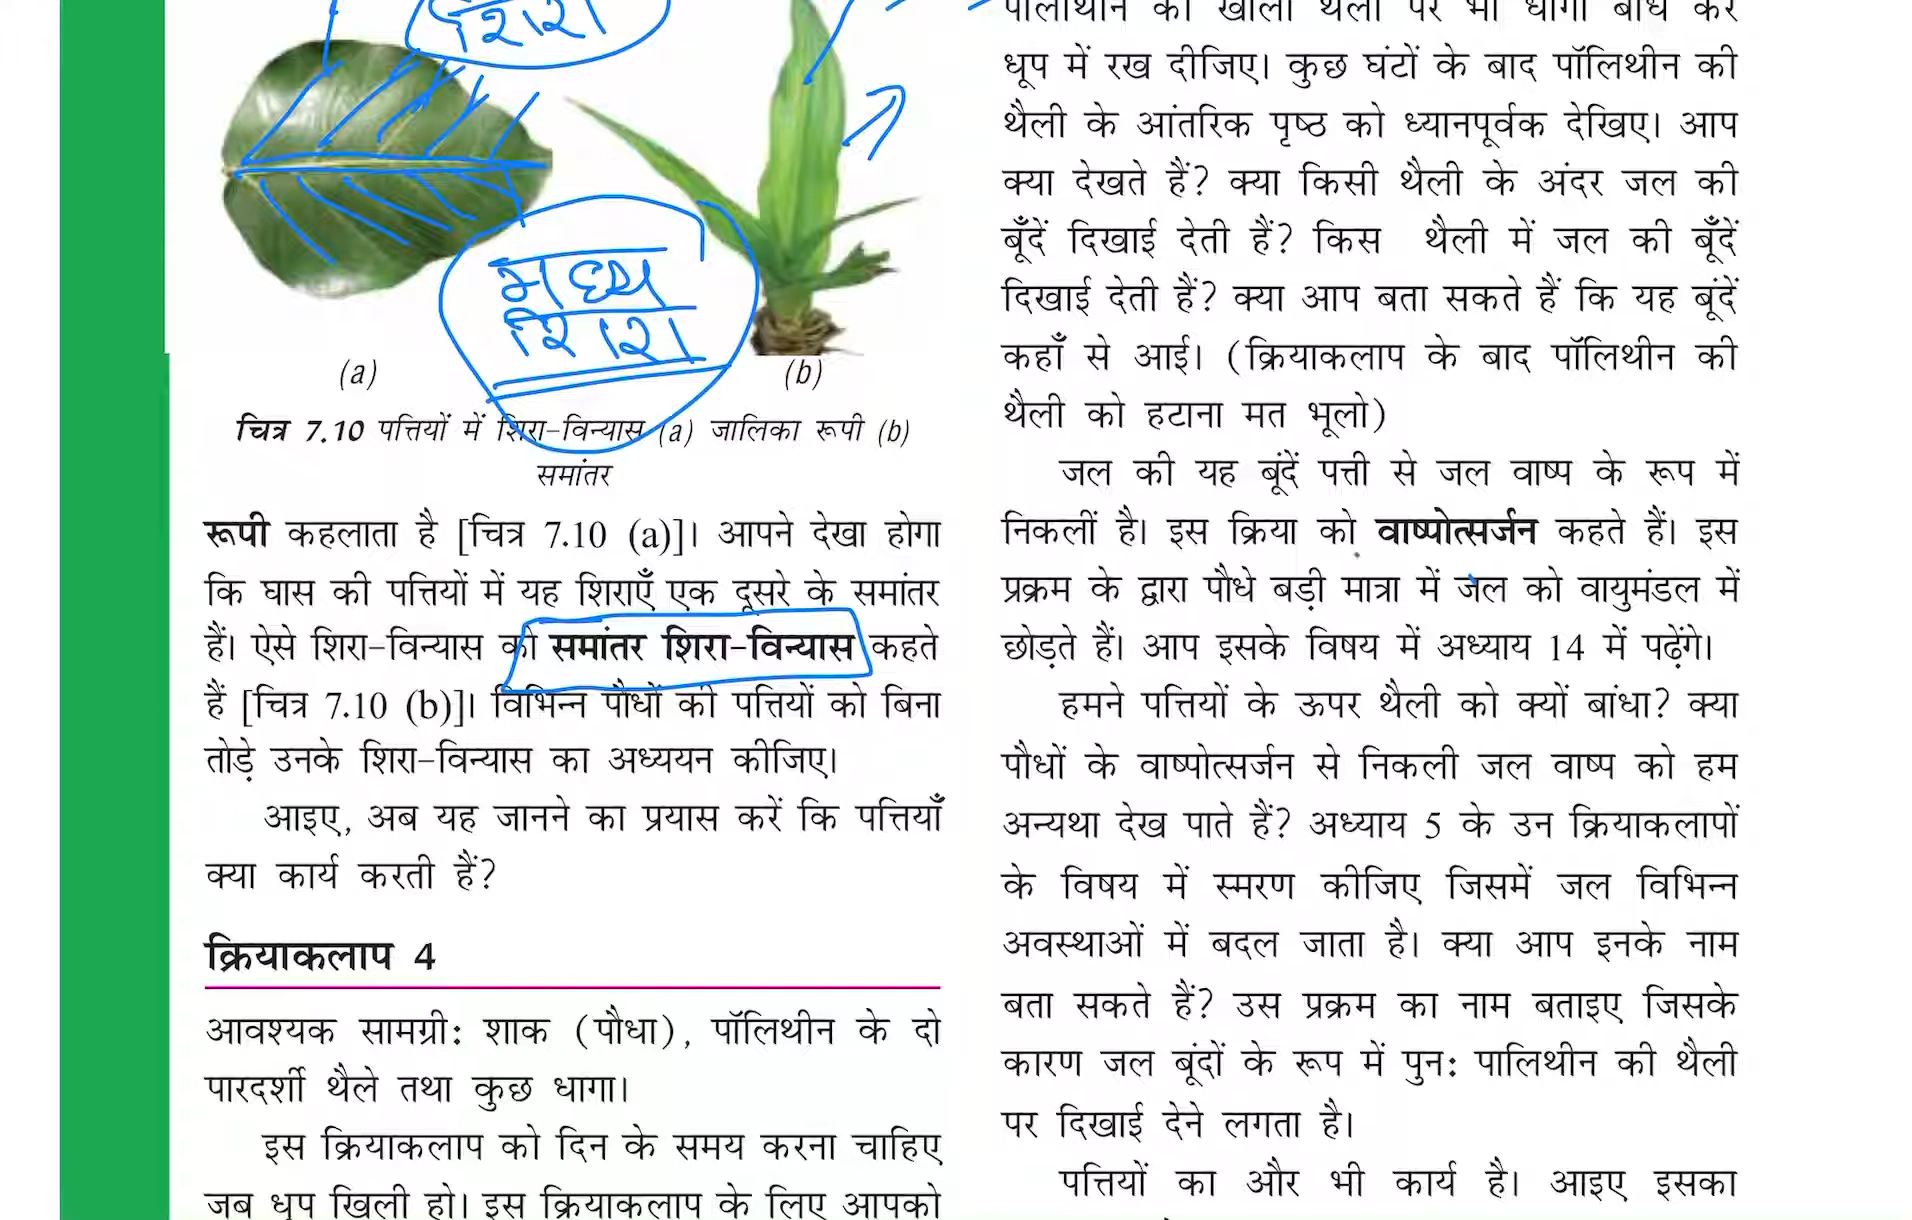 शिरा
मध्य
शिरा
(a)
(b)
चित्र 7.10 पत्तियों में शिरा-विन्यास (a) जालिका रूपी (b)
समांतर
रूपी कहलाता है [चित्र 7.10 (a)]। आपने देखा होगा
कि घास की पत्तियों में यह शिराएँ एक दूसरे के समांतर
हैं। ऐसे शिरा-विन्यास को समांतर शिरा-विन्यास कहते
हैं [चित्र 7.10 (b)]। विभिन्न पौधों की पत्तियों को बिना
तोड़े उनके शिरा-विन्यास का अध्ययन कीजिए।
आइए, अब यह जानने का प्रयास करें कि पत्तियाँ
क्या कार्य करती हैं?
क्रियाकलाप 4
आवश्यक सामग्री: शाक (पौधा), पॉलिथीन के दो
पारदर्शी थैले तथा कुछ धागा।
इस क्रियाकलाप को दिन के समय करना चाहिए
जब धूप खिली हो। इस क्रियाकलाप के लिए आपको
पॉलीथीन की खाली थैली पर भी धागा बांध कर
धूप में रख दीजिए। कुछ घंटों के बाद पॉलिथीन की
थैली के आंतरिक पृष्ठ को ध्यानपूर्वक देखिए। आप
क्या देखते हैं? क्या किसी थैली के अंदर जल की
बूँदें दिखाई देती हैं? किस थैली में जल की बूँदें
दिखाई देती हैं? क्या आप बता सकते हैं कि यह बूंदें
कहाँ से आई। (क्रियाकलाप के बाद पॉलिथीन की
थैली को हटाना मत भूलो)
जल की यह बूंदें पत्ती से जल वाष्प के रूप में
निकलीं है। इस क्रिया को वाष्पोत्सर्जन कहते हैं। इस
प्रक्रम के द्वारा पौधे बड़ी मात्रा में जल को वायुमंडल में
छोड़ते हैं। आप इसके विषय में अध्याय 14 में पढ़ेंगे।
हमने पत्तियों के ऊपर थैली को क्यों बांधा? क्या
पौधों के वाष्पोत्सर्जन से निकली जल वाष्प को हम
अन्यथा देख पाते हैं? अध्याय 5 के उन क्रियाकलापों
के विषय में स्मरण कीजिए जिसमें जल विभिन्न
अवस्थाओं में बदल जाता है। क्या आप इनके नाम
बता सकते हैं? उस प्रक्रम का नाम बताइए जिसके
कारण जल बूंदों के रूप में पुन: पालिथीन की थैली
पर दिखाई देने लगता है।
पत्तियों का और भी कार्य है। आइए इसका